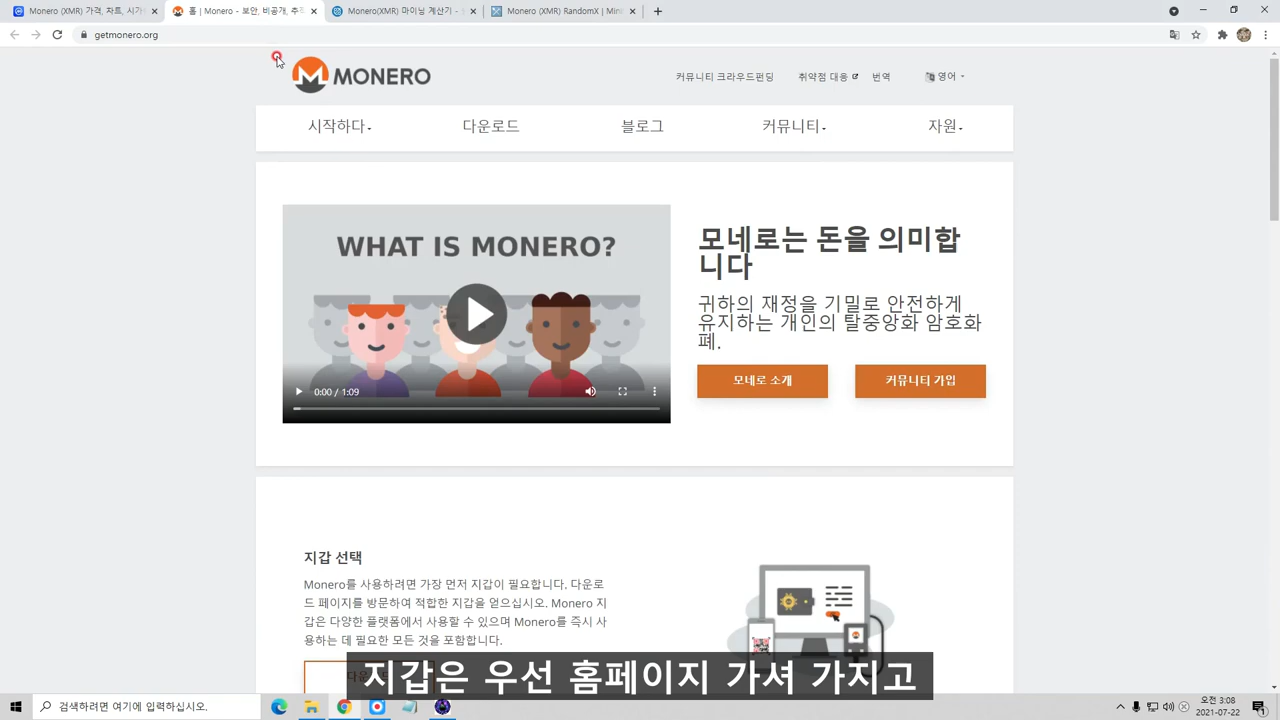 Monero (XMR) 가격, 차트, 시가
홈 | Monero - 보안, 비공개, 추적
Monero(XMR) 마이닝 계산기 -
Monero (XMR) RandomX | Min
getmonero.org
MONERO
커뮤니티 크라우드펀딩
취약점 대응
번역
영어
시작하다
다운로드
블로그
커뮤니티
자원
WHAT IS MONERO?
0:00 / 1:09
모네로는 돈을 의미합
니다
귀하의 재정을 기밀로 안전하게
유지하는 개인의 탈중앙화 암호화
폐.
모네로 소개
커뮤니티 가입
지갑 선택
Monero를 사용하려면 가장 먼저 지갑이 필요합니다. 다운로
드 페이지를 방문하여 적합한 지갑을 얻으십시오. Monero 지
갑은 다양한 플랫폼에서 사용할 수 있으며 Monero를 즉시 사
용하는 데 필요한 모든 것을 포함합니다.
지갑은 우선 홈페이지 가셔 가지고
검색하려면 여기에 입력하십시오.
오전 3:08
2021-07-22